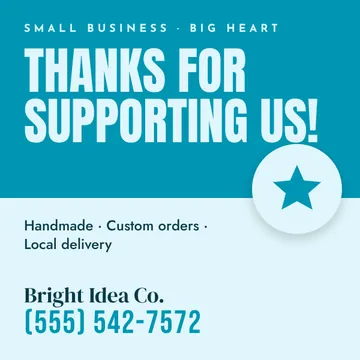 SMALL BUSINESS · BIG HEART
THANKS FOR
SUPPORTING US!
Handmade · Custom orders ·
Local delivery
Bright Idea Co.
(555) 542-7572